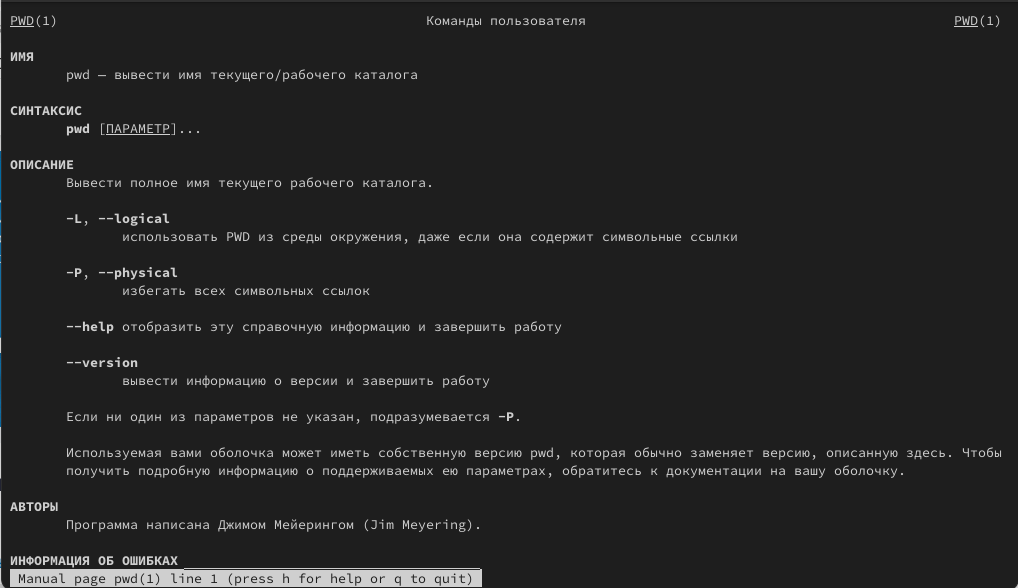 PWD(1) Команды пользователя PWD(1)
ИМЯ
pwd — вывести имя текущего/рабочего каталога
СИНТАКСИС
pwd [ПАРАМЕТР]...
ОПИСАНИЕ
Вывести полное имя текущего рабочего каталога.
-L, --logical
использовать PWD из среды окружения, даже если она содержит символьные ссылки
-P, --physical
избегать всех символьных ссылок
--help отобразить эту справочную информацию и завершить работу
--version
вывести информацию о версии и завершить работу
Если ни один из параметров не указан, подразумевается -P.
Используемая вами оболочка может иметь собственную версию pwd, которая обычно заменяет версию, описанную здесь. Чтобы
получить подробную информацию о поддерживаемых ею параметрах, обратитесь к документации на вашу оболочку.
АВТОРЫ
Программа написана Джимом Мейерингом (Jim Meyering).
ИНФОРМАЦИЯ ОБ ОШИБКАХ
Manual page pwd(1) line 1 (press h for help or q to quit)